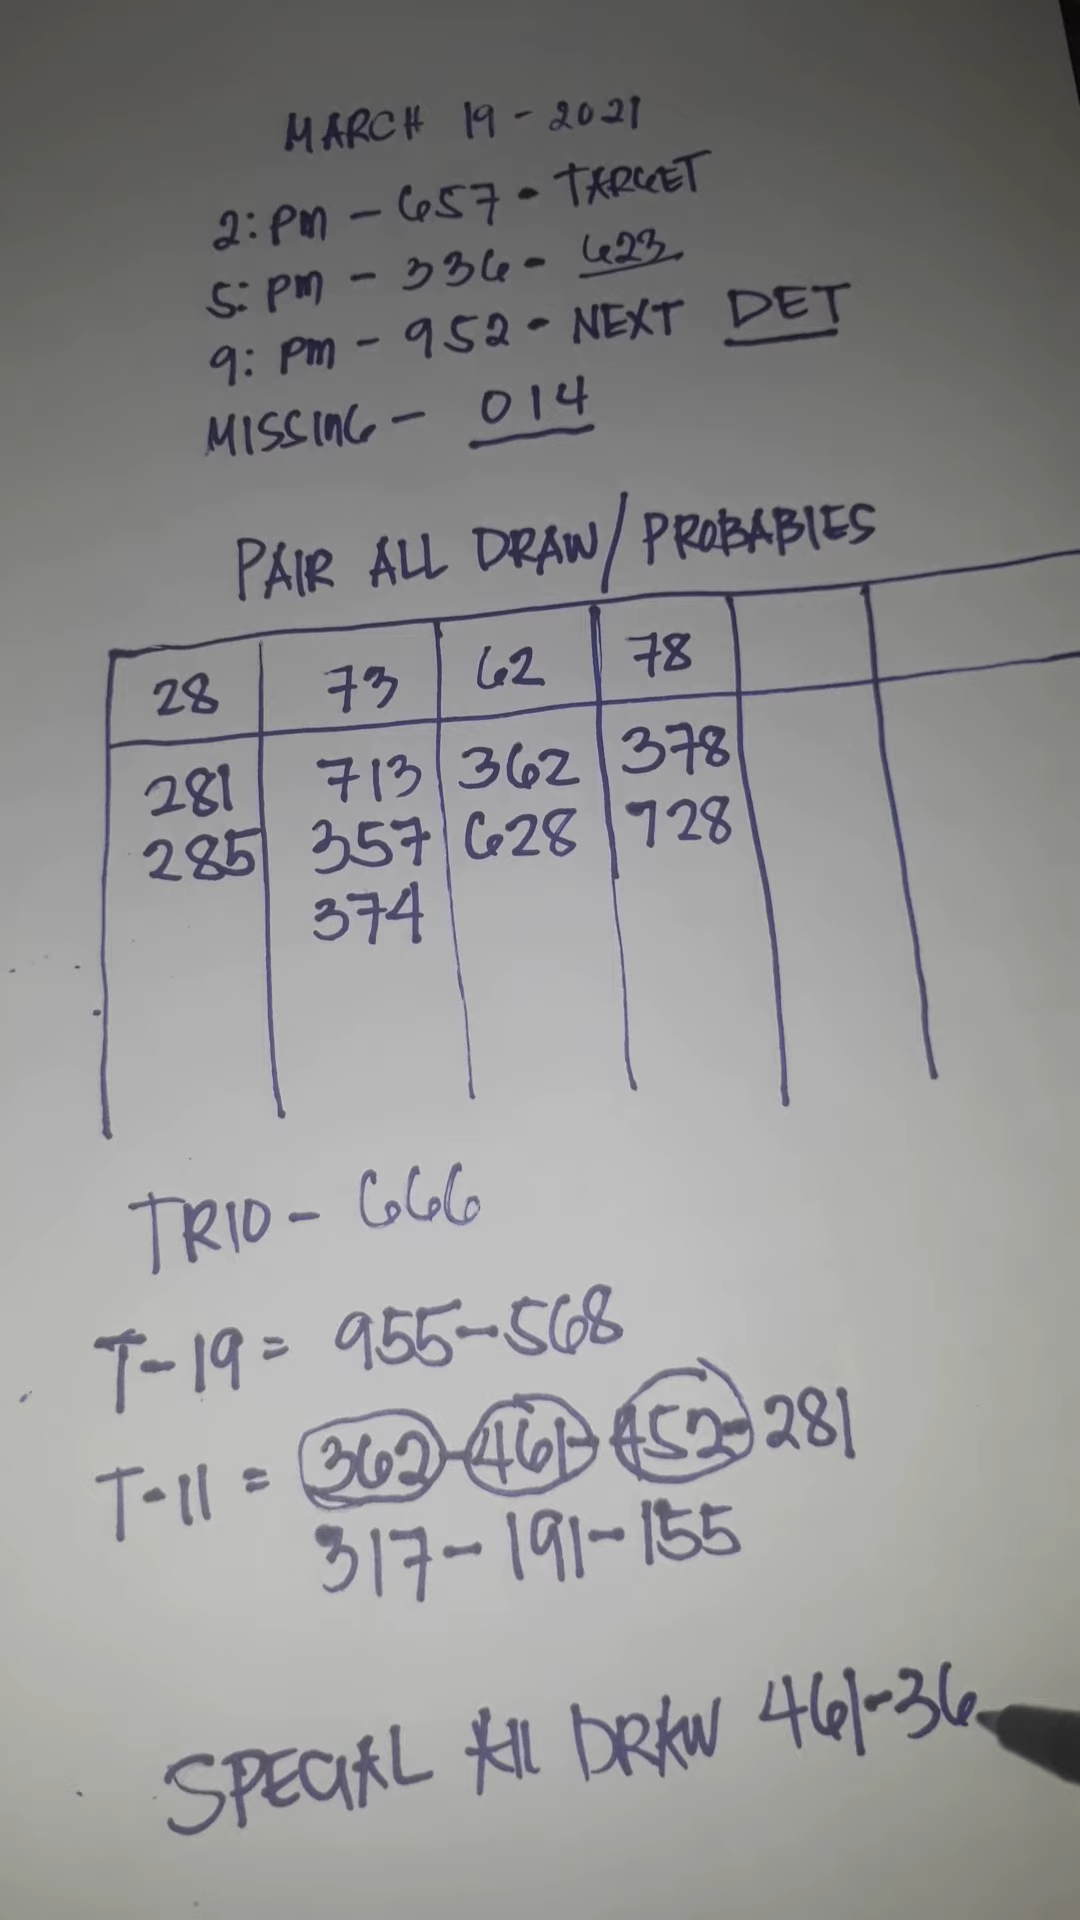 MARCH 19-2021
2:PM - 657 - TARGET
5:PM - 336 - 623
9:PM - 952 - NEXT DET
MISSING - 014
PAIR ALL DRAW/PROBABIES
28 73 62 78
281 713 362 378
285 357 628 728
374
TRIO - 666
T-19 = 955-568
T-11 = 362-461-452-281
317-191-155
SPECIAL All DRAW 461-36